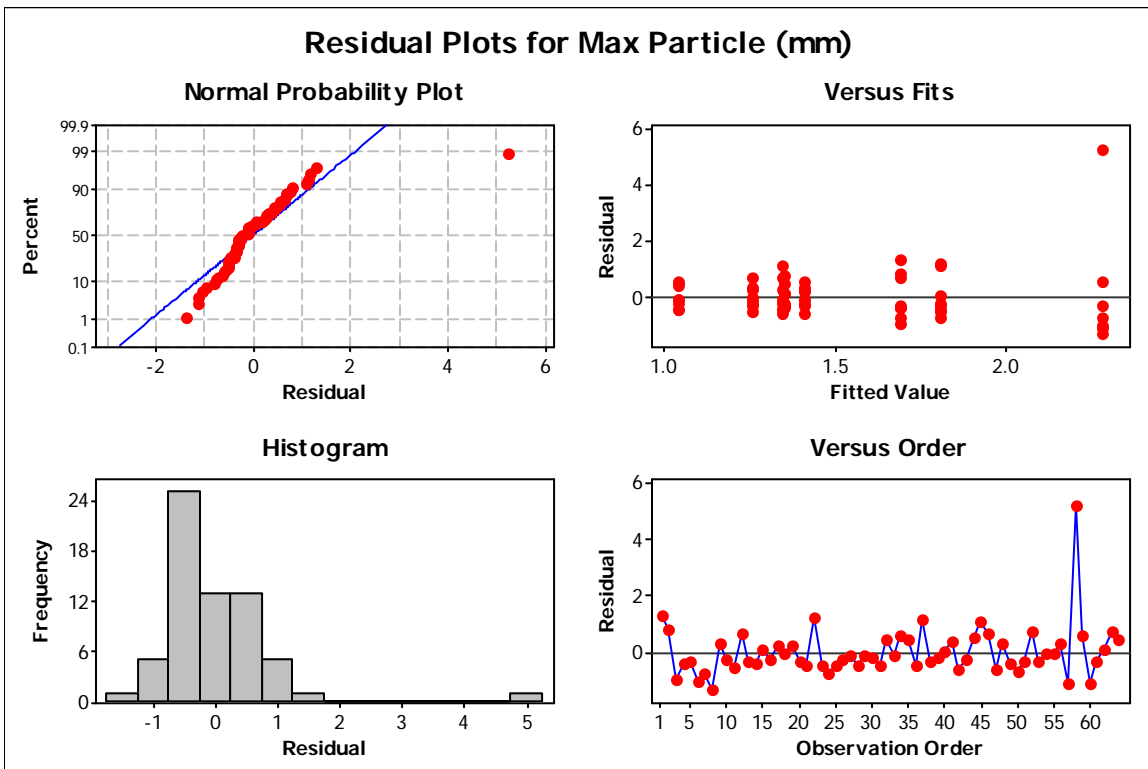 Residual Plots for Max Particle (mm)
Normal Probability Plot
99.9
99
90
50
10
1
0.1
Percent
-2 0 2 4 6
Residual
Versus Fits
6
4
2
0
Residual
1.0 1.5 2.0
Fitted Value
Histogram
24
18
12
6
0
Frequency
-1 0 1 2 3 4 5
Residual
Versus Order
6
4
2
0
Residual
1 5 10 15 20 25 30 35 40 45 50 55 60
Observation Order